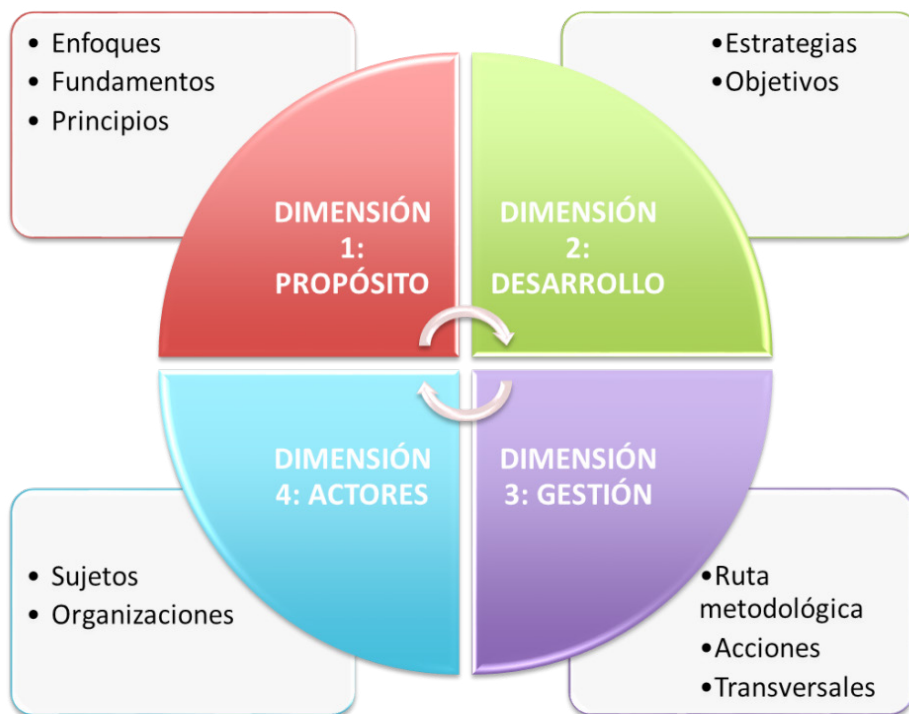 • Enfoques
• Fundamentos
• Principios
•Estrategias
•Objetivos
DIMENSIÓN
1:
PROPÓSITO
DIMENSIÓN
2:
DESARROLLO
DIMENSIÓN
4: ACTORES
DIMENSIÓN
3: GESTIÓN
• Sujetos
• Organizaciones
•Ruta
metodológica
•Acciones
•Transversales